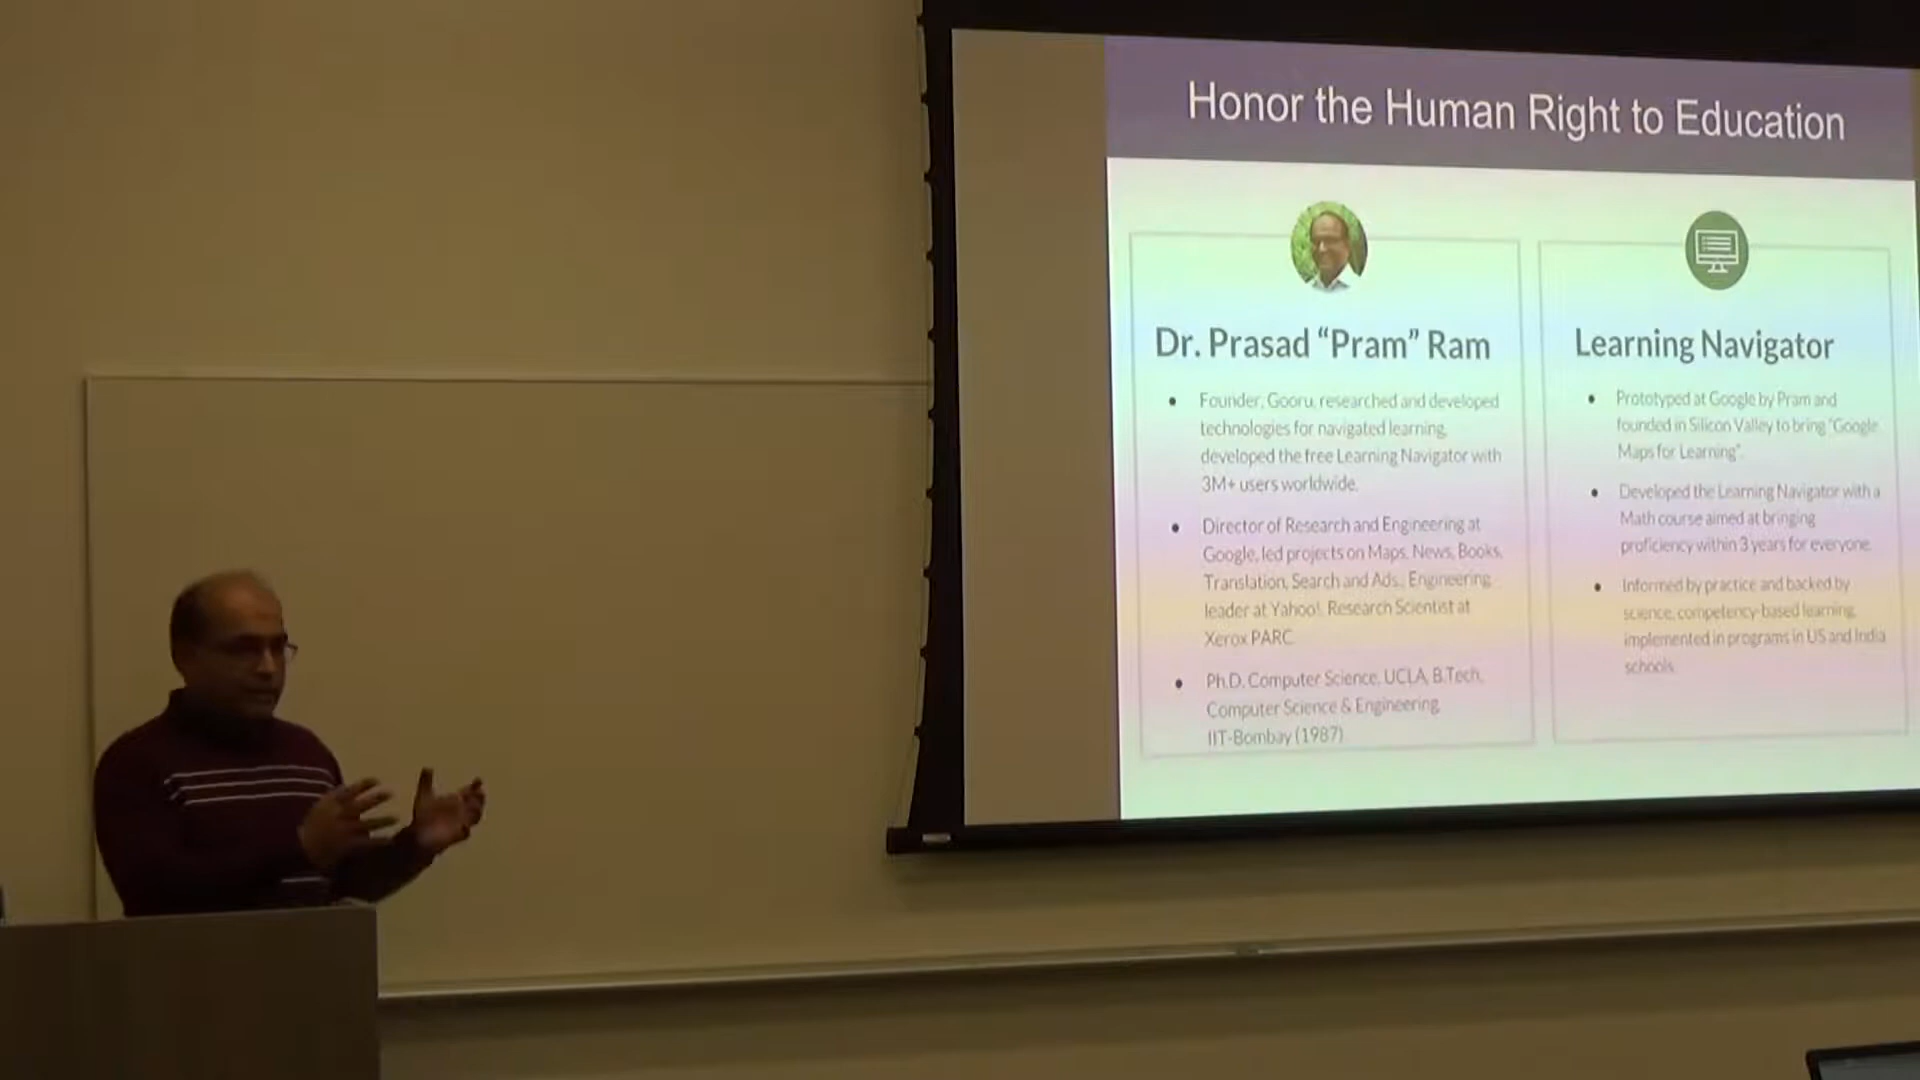 Honor the Human Right to Education
Dr. Prasad “Pram” Ram
• Founder, Gooru, researched and developed
technologies for navigated learning,
developed the free Learning Navigator with
3M+ users worldwide.
• Director of Research and Engineering at
Google, led projects on Maps, News, Books,
Translation, Search and Ads., Engineering
leader at Yahoo!, Research Scientist at
Xerox PARC
• Ph.D. Computer Science, UCLA, B.Tech,
Computer Science & Engineering,
IIT-Bombay (1987)
Learning Navigator
• Prototyped at Google by Pram and
founded in Silicon Valley to bring “Google
Maps for Learning”.
• Developed the Learning Navigator with a
Math course aimed at bringing
proficiency within 3 years for everyone.
• Informed by practice and backed by
science, competency-based learning,
implemented in programs in US and India
schools.